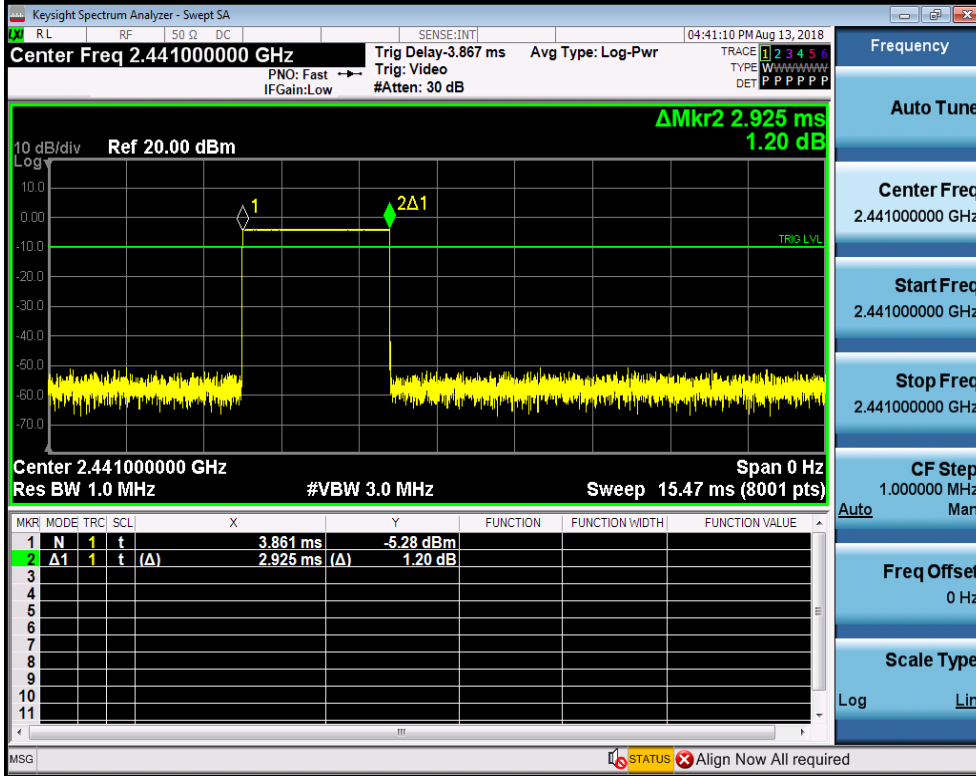 Keysight Spectrum Analyzer - Swept SA
LXI RL RF 50 Ω DC SENSE:INT 04:41:10 PM Aug 13, 2018
Center Freq 2.441000000 GHz
PNO: Fast
IFGain:Low
Trig Delay-3.867 ms
Trig: Video
#Atten: 30 dB
Avg Type: Log-Pwr
TRACE 1 2 3 4 5 6
TYPE WWWWWW
DET P P P P P P
ΔMkr2 2.925 ms
1.20 dB
10 dB/div Ref 20.00 dBm
Log
10.0
0.00
-10.0
-20.0
-30.0
-40.0
-50.0
-60.0
-70.0
1
2Δ1
TRIG LVL
Center 2.441000000 GHz Span 0 Hz
Res BW 1.0 MHz #VBW 3.0 MHz Sweep 15.47 ms (8001 pts)
MKR MODE TRC SCL X Y FUNCTION FUNCTION WIDTH FUNCTION VALUE
1 N 1 t 3.861 ms -5.28 dBm
2 Δ1 1 t (Δ) 2.925 ms (Δ) 1.20 dB
3
4
5
6
7
8
9
10
11
MSG STATUS Align Now All required
Frequency
Auto Tune
Center Freq
2.441000000 GHz
Start Freq
2.441000000 GHz
Stop Freq
2.441000000 GHz
CF Step
1.000000 MHz
Auto Man
Freq Offset
0 Hz
Scale Type
Log Lin